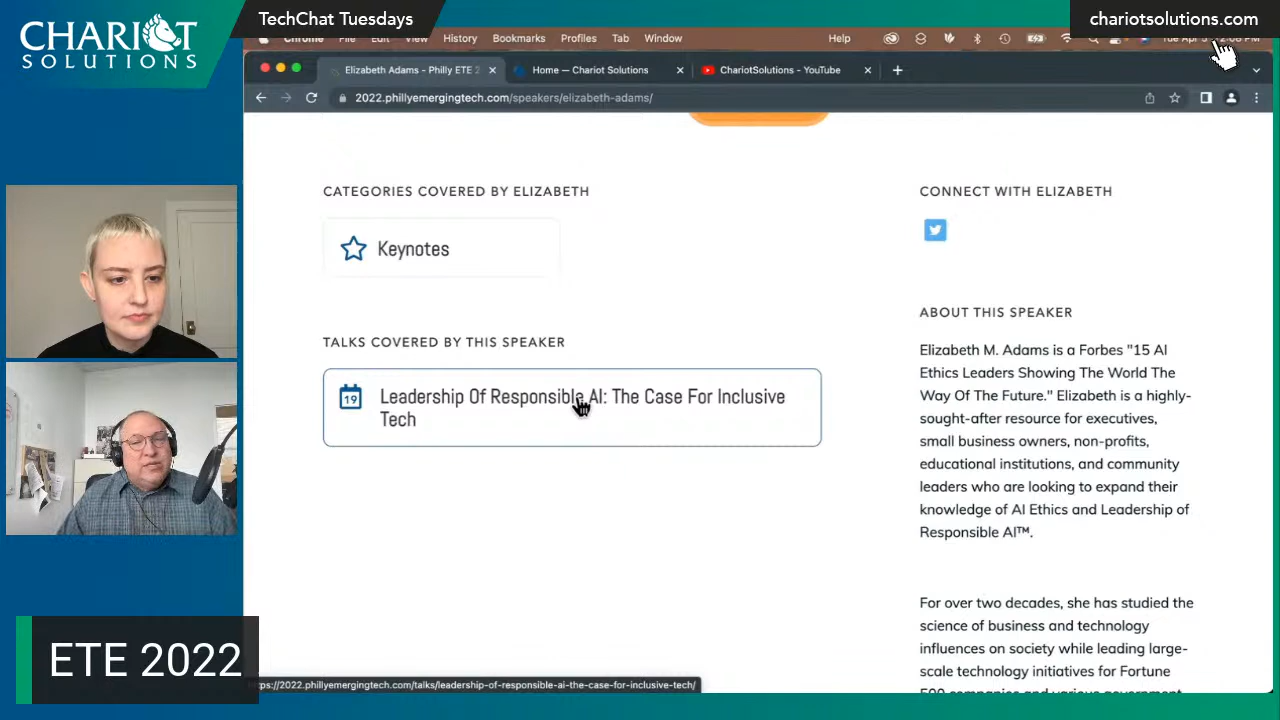 CHARIOT
SOLUTIONS
TechChat Tuesdays
chariotsolutions.com
Chrome File Edit View History Bookmarks Profiles Tab Window Help
Elizabeth Adams - Philly ETE 2
Home — Chariot Solutions
ChariotSolutions - YouTube
2022.phillyemergingtech.com/speakers/elizabeth-adams/
CATEGORIES COVERED BY ELIZABETH
Keynotes
TALKS COVERED BY THIS SPEAKER
19
Leadership Of Responsible AI: The Case For Inclusive
Tech
CONNECT WITH ELIZABETH
ABOUT THIS SPEAKER
Elizabeth M. Adams is a Forbes "15 AI
Ethics Leaders Showing The World The
Way Of The Future." Elizabeth is a highly-
sought-after resource for executives,
small business owners, non-profits,
educational institutions, and community
leaders who are looking to expand their
knowledge of AI Ethics and Leadership of
Responsible AI™.
For over two decades, she has studied the
science of business and technology
influences on society while leading large-
scale technology initiatives for Fortune
500 companies and various government
ETE 2022
https://2022.phillyemergingtech.com/talks/leadership-of-responsible-ai-the-case-for-inclusive-tech/